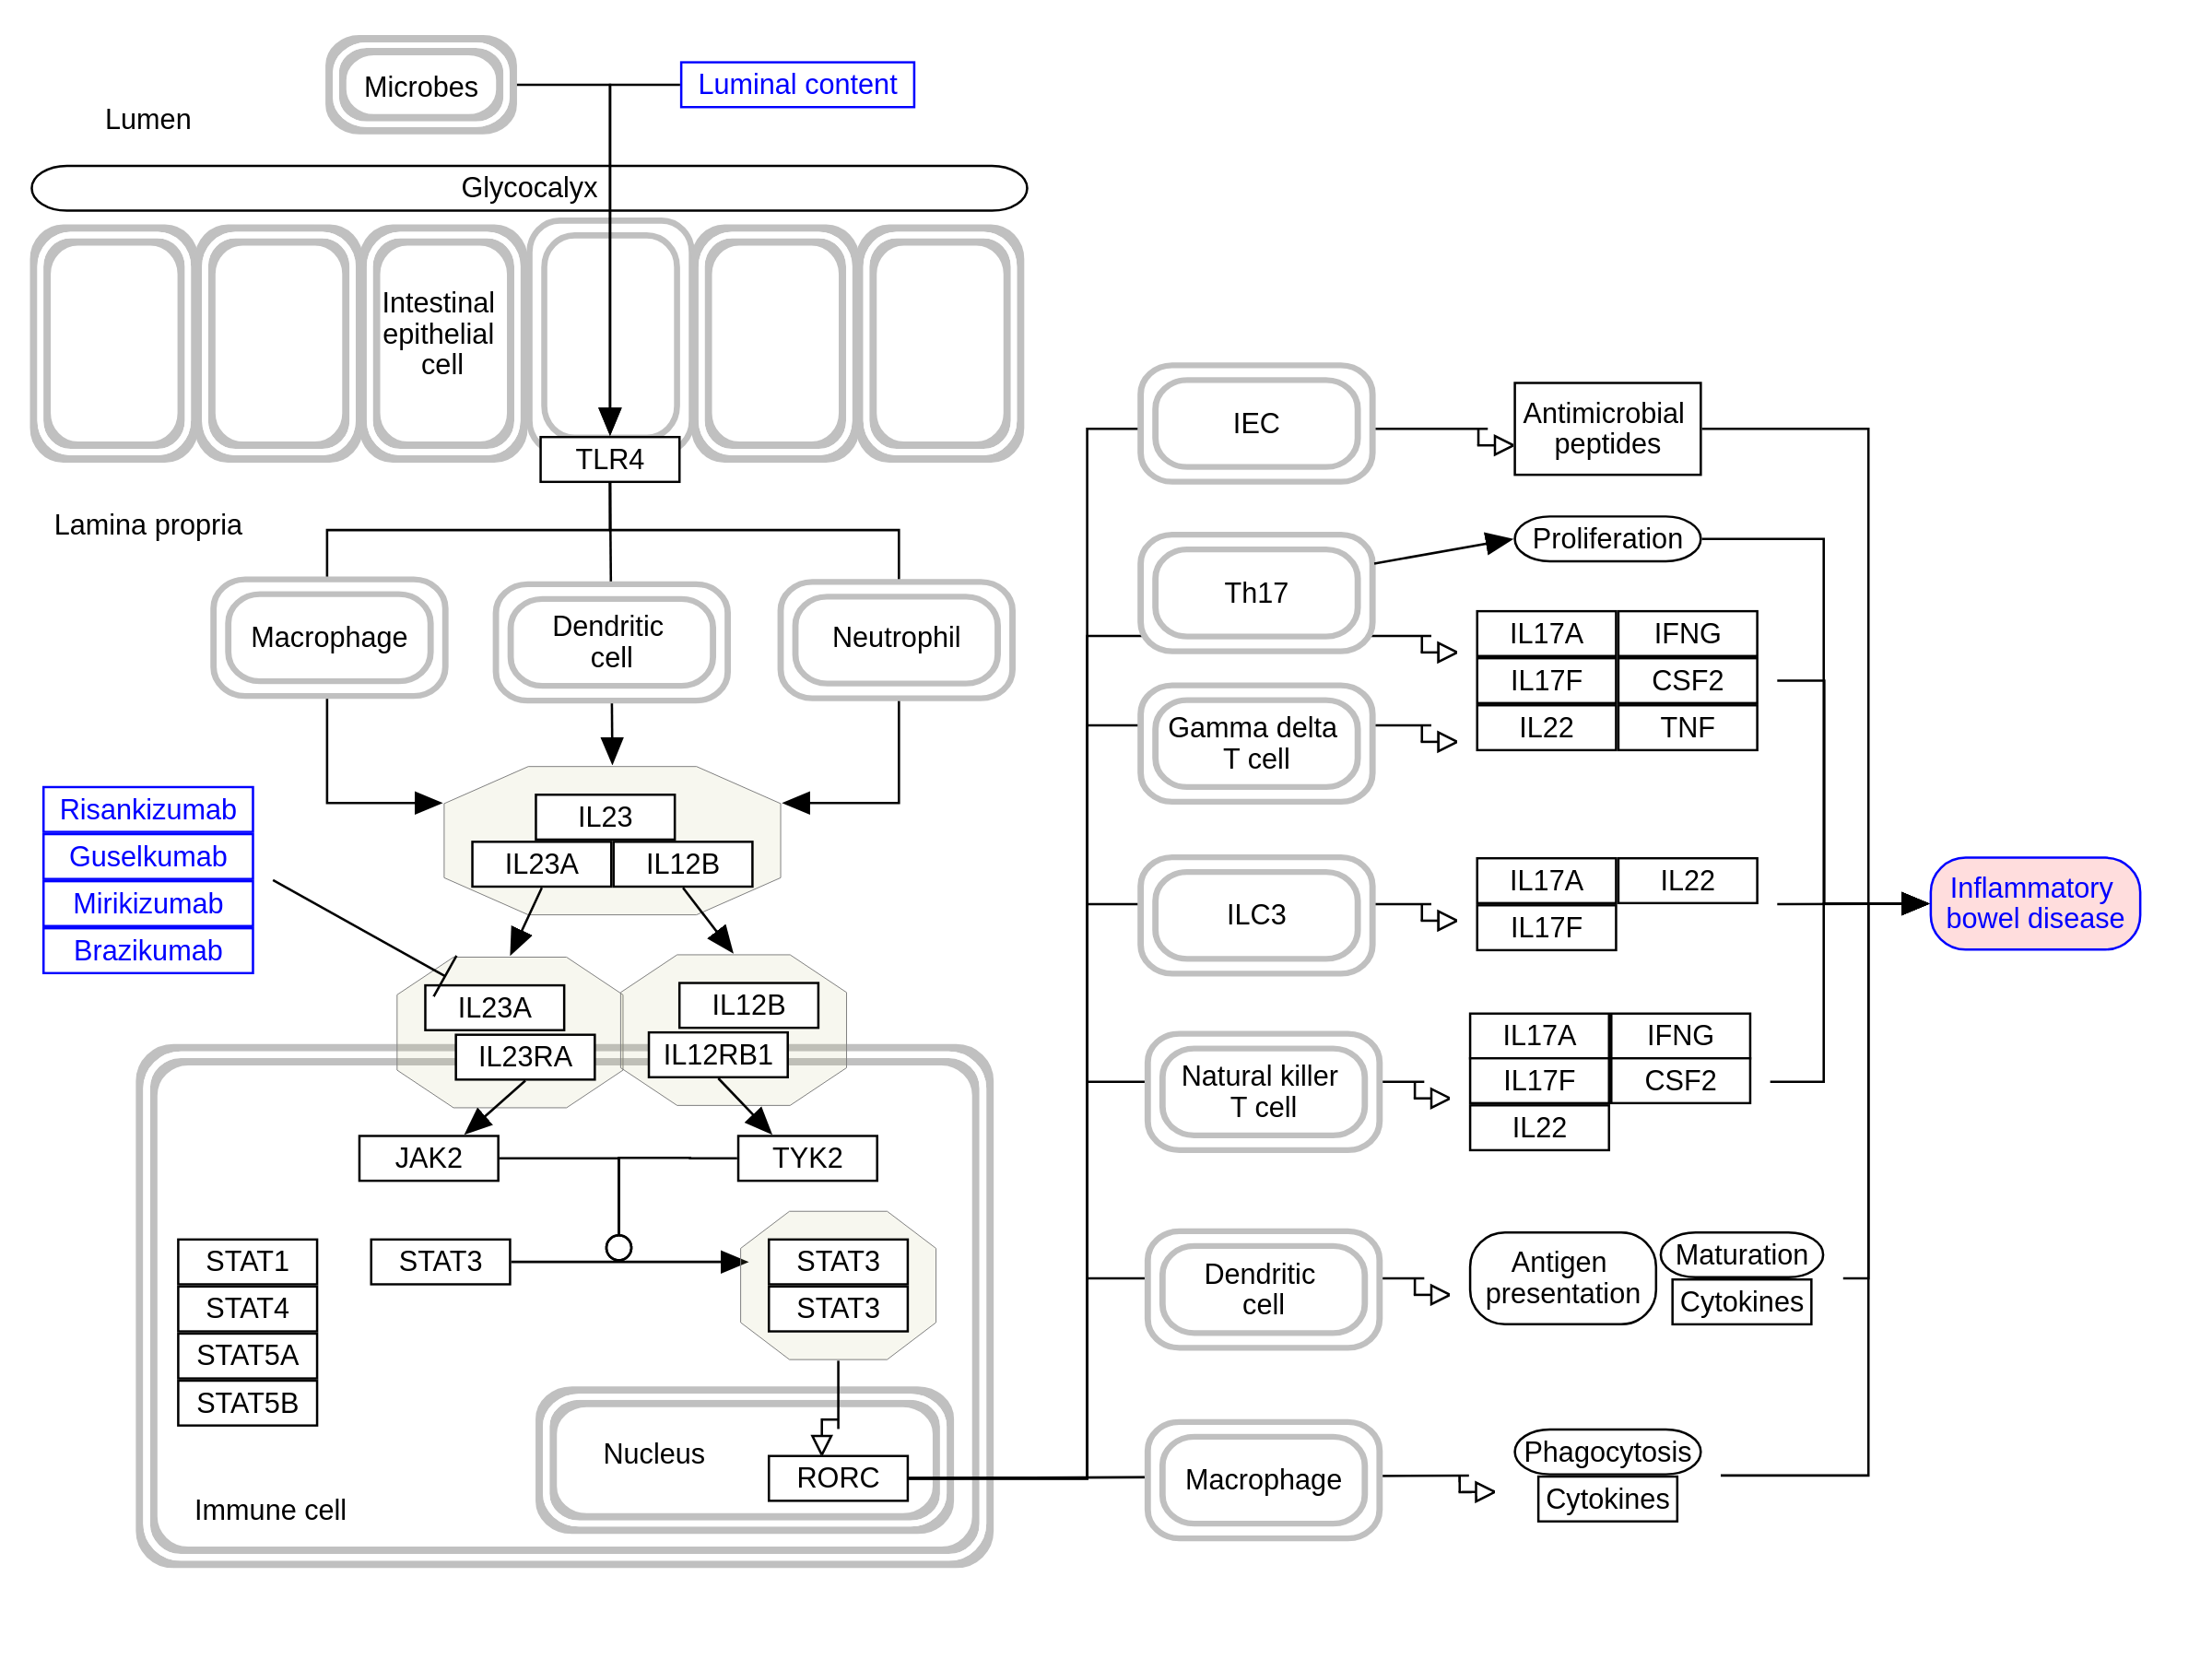 Microbes
Luminal content
Lumen
Glycocalyx
Intestinal
epithelial
cell
TLR4
Lamina propria
Macrophage
Dendritic
cell
Neutrophil
IL23
IL23A
IL12B
Risankizumab
Guselkumab
Mirikizumab
Brazikumab
IL23A
IL23RA
IL12B
IL12RB1
JAK2
TYK2
STAT1
STAT4
STAT5A
STAT5B
STAT3
STAT3
STAT3
Nucleus
RORC
Immune cell
IEC
Antimicrobial
peptides
Th17
Proliferation
IL17A
IFNG
IL17F
CSF2
IL22
TNF
Gamma delta
T cell
ILC3
IL17A
IL22
IL17F
Natural killer
T cell
IL17A
IFNG
IL17F
CSF2
IL22
Dendritic
cell
Antigen
presentation
Maturation
Cytokines
Macrophage
Phagocytosis
Cytokines
Inflammatory
bowel disease